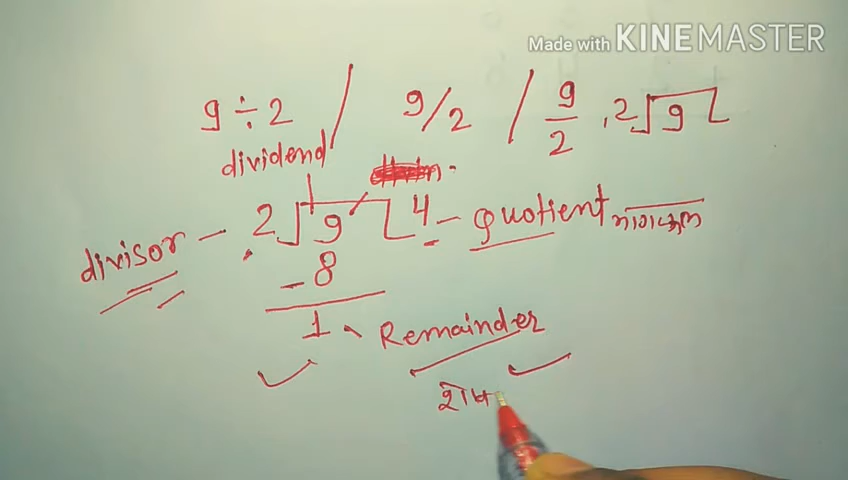 Made with KINEMASTER
9 ÷ 2 / 9/2 / 9/2 , 2√9
dividend
divisor - 2 9 4 - quotient ভাগফল
- 8
1 Remainder